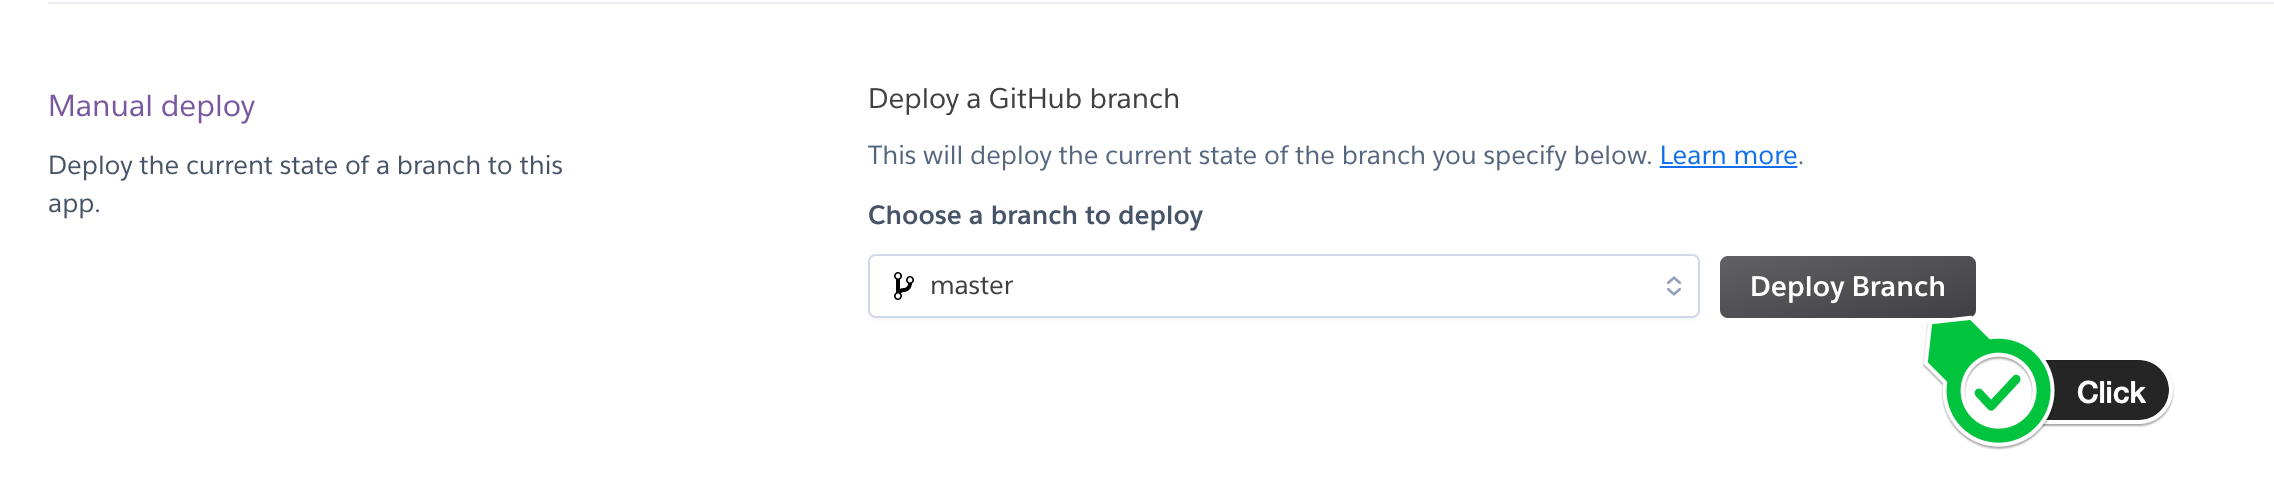 Manual deploy
Deploy the current state of a branch to this
app.
Deploy a GitHub branch
This will deploy the current state of the branch you specify below. Learn more.
Choose a branch to deploy
master
Deploy Branch
Click